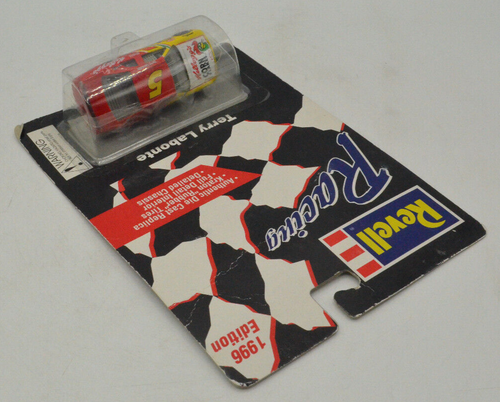 Revell
Racing
1996
Edition
Authentic Die Cast Replica
• Kraton® Rubber Tires
• Full Detail Interior
Detailed Chassis
Terry Labonte
WARNING
5